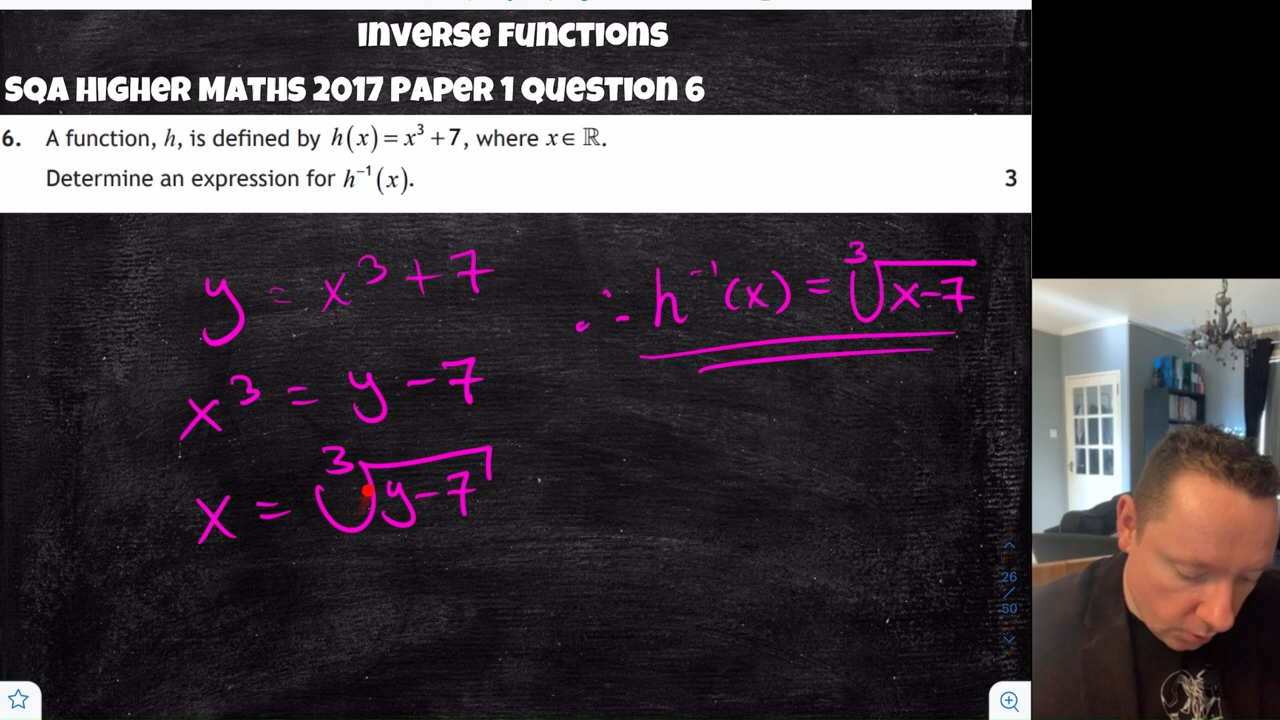 Inverse Functions
SQA Higher Maths 2017 Paper 1 Question 6
6. A function, h, is defined by h(x) = x³ + 7, where x ∈ ℝ.
Determine an expression for h⁻¹(x). 3
y = x³ + 7
x³ = y − 7
x = ∛(y−7)
∴ h⁻¹(x) = ∛(x−7)
26
/
50